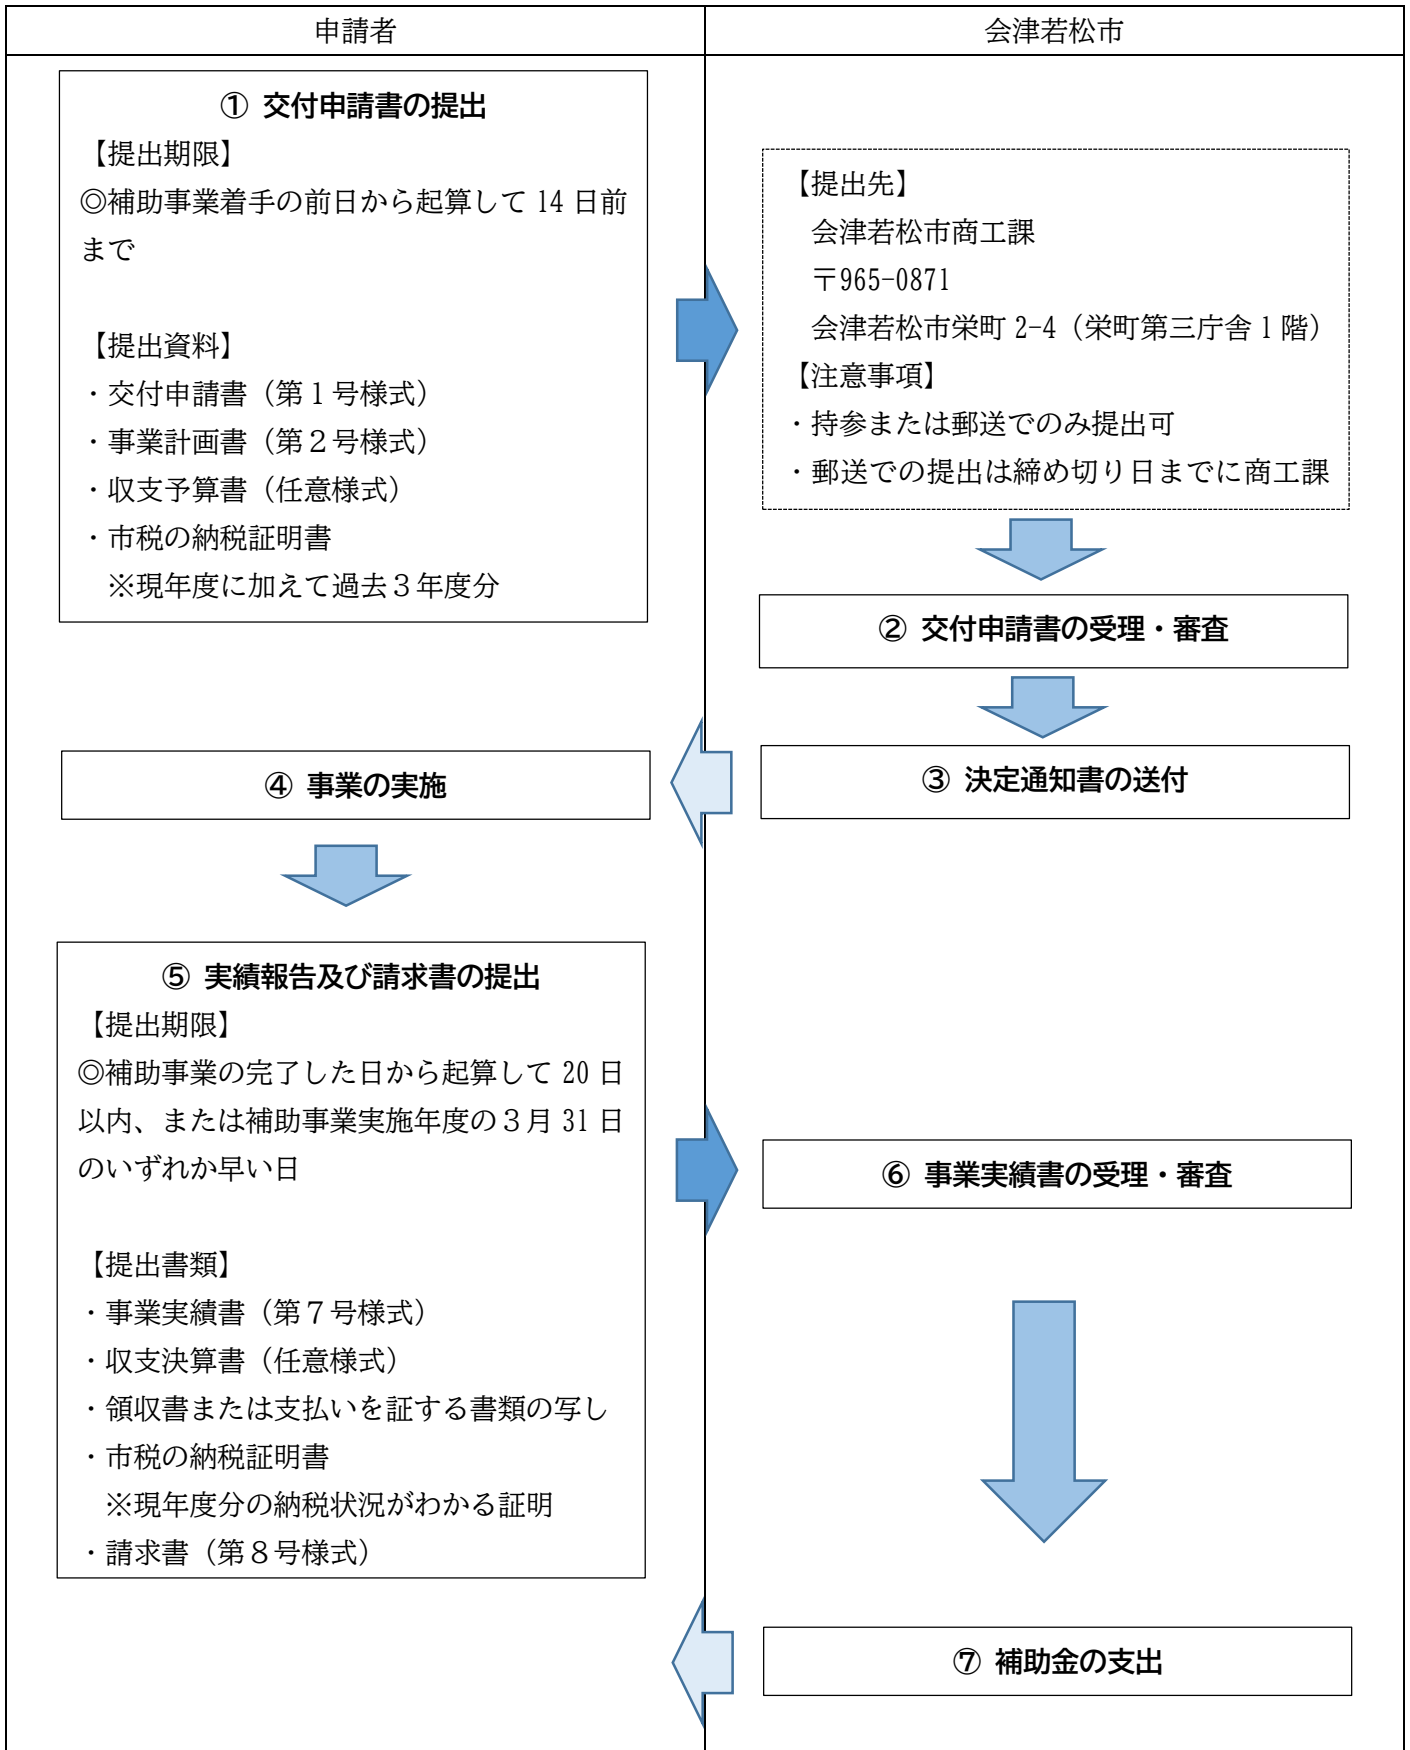 申請者
会津若松市
① 交付申請書の提出
【提出期限】
◎補助事業着手の前日から起算して 14 日前
まで
【提出資料】
・交付申請書（第１号様式）
・事業計画書（第２号様式）
・収支予算書（任意様式）
・市税の納税証明書
※現年度に加えて過去３年度分
【提出先】
会津若松市商工課
〒965-0871
会津若松市栄町 2-4（栄町第三庁舎 1 階）
【注意事項】
・持参または郵送でのみ提出可
・郵送での提出は締め切り日までに商工課
② 交付申請書の受理・審査
③ 決定通知書の送付
④ 事業の実施
⑤ 実績報告及び請求書の提出
【提出期限】
◎補助事業の完了した日から起算して 20 日
以内、または補助事業実施年度の３月 31 日
のいずれか早い日
【提出書類】
・事業実績書（第７号様式）
・収支決算書（任意様式）
・領収書または支払いを証する書類の写し
・市税の納税証明書
※現年度分の納税状況がわかる証明
・請求書（第８号様式）
⑥ 事業実績書の受理・審査
⑦ 補助金の支出